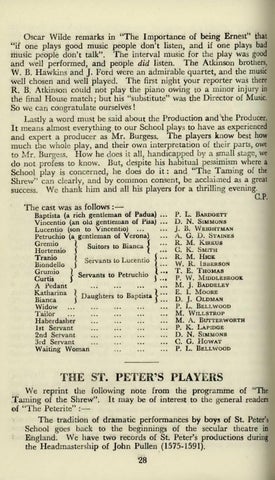 Oscar Wilde remarks in "The Importance of being Ernest" that
"if one plays good music people don't listen, and if one plays bad
music people don't talk". The interval music for the play was good
and well performed, and people did listen. The Atkinson brothers,
W. B. Hawkins and J. Ford were an admirable quartet, and the music
well chosen and well played. The first night your reporter was there
R. B. Atkinson could not play the piano owing to a minor injury in
the final House match; but his "substitute" was the Director of Music.
So we can congratulate ourselves!
Lastly a word must be said about the Production and the Producer.
It means almost everything to our School plays to have as experienced
and expert a producer as Mr. Burgess. The players know best how
much the whole play, and their own interpretation of their parts, owe
to Mr. Burgess. How he does it all, handicapped by a small stage, we
do not profess to know. But, despite his habitual pessimism where a
School play is concerned, he does do it: and "The Taming of the
Shrew" can clearly, and by common consent, be acclaimed as a great
success. We thank him and all his players for a thrilling evening.
C.P.
The cast was as follows:—
Baptista (a rich gentleman of Padua) ... P. L. Bardgett
Vincentio (an old gentleman of Pisa) ... D. N. Simmons
Lucentio (son to Vincentio) ... ... J. B. Weightman
Petruchio (a gentleman of Verona) ... A. G. D. Staines
Gremio } Suitors to Bianca { ... R. M. Kirkus
Hortensio } { ... C. K. Smith
Tranio } Servants to Lucentio { ... R. M. Hick
Biondello } { ... W. R. Isberson
Grumio } Servants to Petruchio { ... T. E. Thomas
Curtis } { ... P. W. Middlebrook
A Pedant ... ... ... ... M. J. Baddeley
Katharina } Daughters to Baptista { ... E. I. Moore
Bianca } { ... D. J. Oldman
Widow ... ... ... ... ... P. L. Bellwood
Tailor ... ... ... ... M. Willstrop
Haberdasher ... ... ... M. A. Butterworth
1st Servant ... ... ... P. K. Lapidge
2nd Servant ... ... ... D. N. Simmons
3rd Servant ... ... ... C. G. Howat
Waiting Woman ... ... P. L. Bellwood
THE ST. PETER'S PLAYERS
We reprint the following note from the programme of "The
Taming of the Shrew". It may be of interest to the general readers
of "The Peterite":—
The tradition of dramatic performances by boys of St. Peter's
School goes back to the beginnings of the secular theatre in
England. We have two records of St. Peter's productions during
the Headmastership of John Pullen (1575-1591).
28